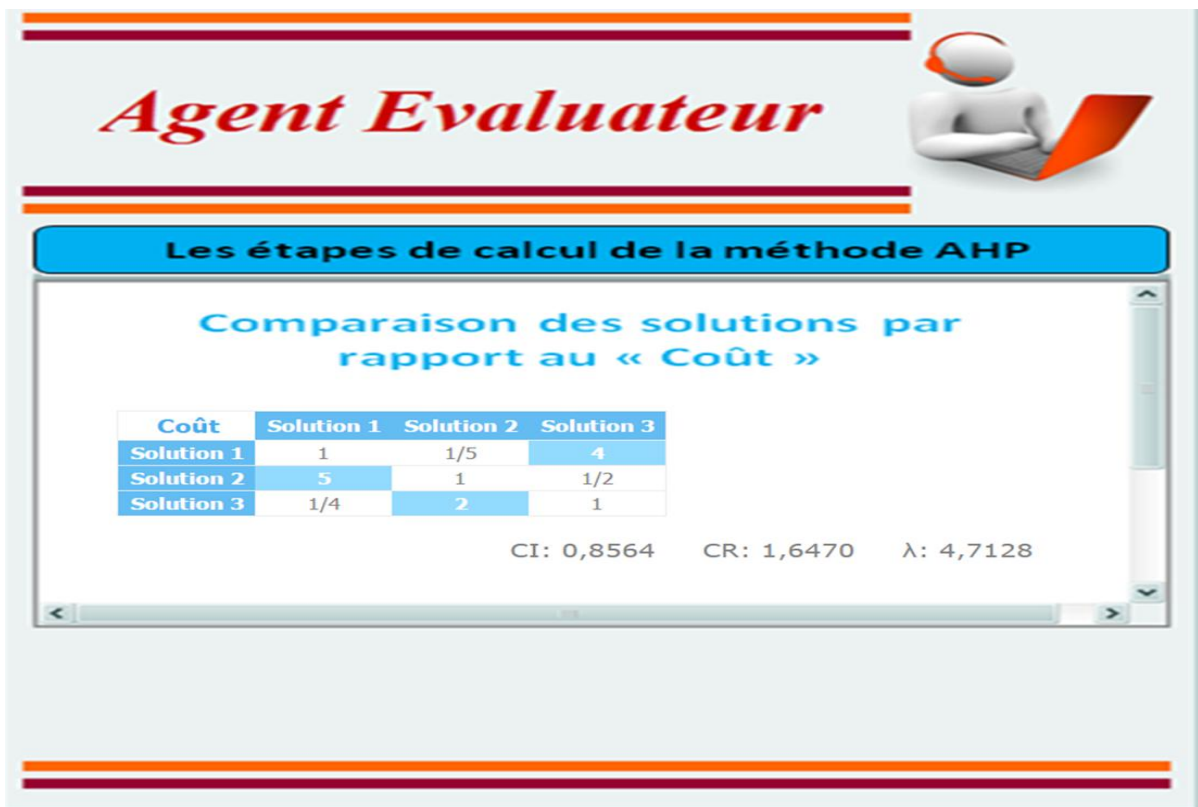 Agent Evaluateur
Les étapes de calcul de la méthode AHP
Comparaison des solutions par
rapport au « Coût »
Coût Solution 1 Solution 2 Solution 3
Solution 1 1 1/5 4
Solution 2 5 1 1/2
Solution 3 1/4 2 1
CI: 0,8564 CR: 1,6470 λ: 4,7128